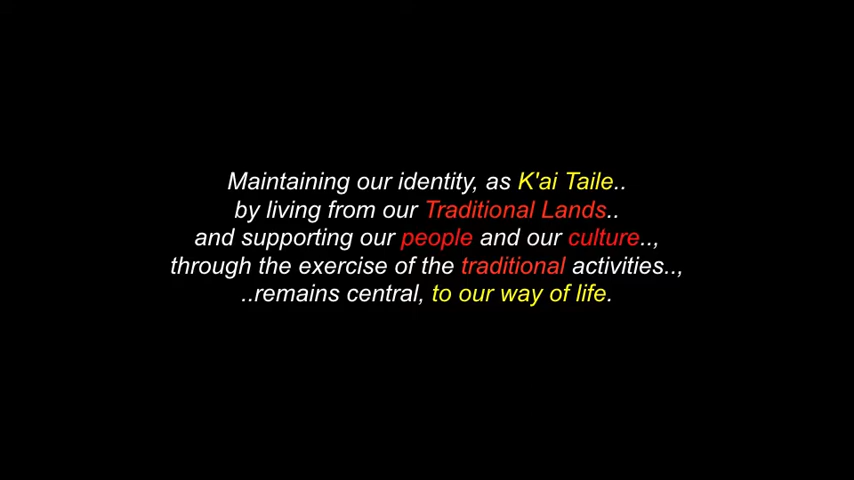 Maintaining our identity, as K'ai Taile..
by living from our Traditional Lands..
and supporting our people and our culture..,
through the exercise of the traditional activities..,
..remains central, to our way of life.